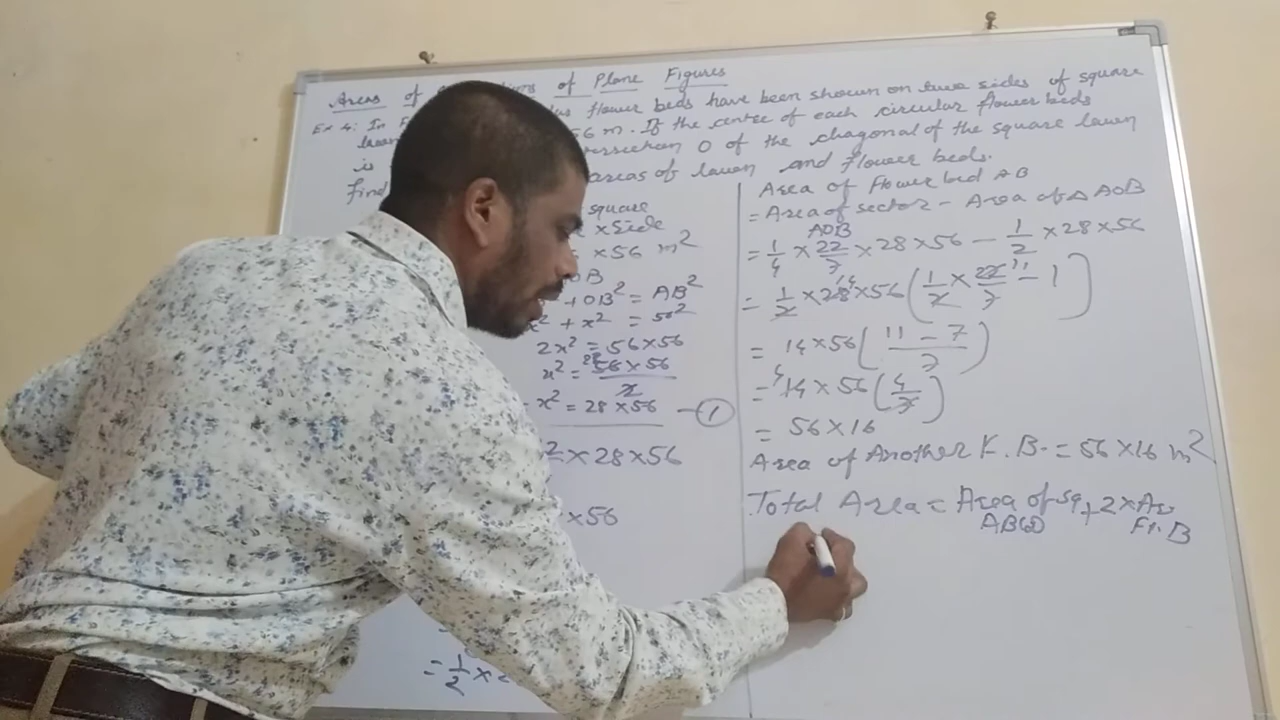 Areas of of Plane Figures
Ex 4: In flower beds have been shown on two sides of square
lawn 56 m. If the centre of each circular flower beds
is O of the diagonal of the square lawn
find areas of lawn and flower beds.
square
×Side
×56 m²
OB
+OB² = AB²
x² + x² = 56²
2x² = 56×56
x² = 28 56×56
2
x² = 28×56 —①
×28×56
×56
= 1/2 ×2
Area of Flower bed AB
= Area of sector – Area of △ AOB
AOB
= 1/4 × 22/7 ×28×56 – 1/2 ×28×56
= 1/2 ×28 14 ×56 (1/2 × 22/7 11 – 1)
= 14×56 (11 – 7 / 7)
= 14×56 (4/7)
= 56×16
Area of Another F.B. = 56×16 m²
Total Area = Area of Sq + 2×Ar
ABCD Fl.B